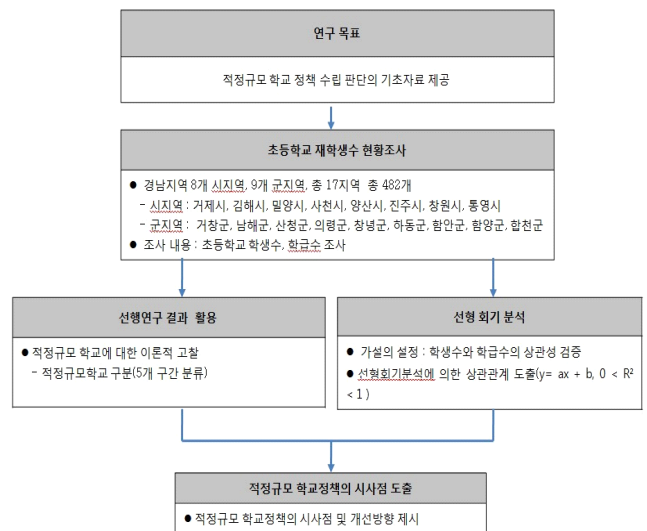 연구 목표
적정규모 학교 정책 수립 판단의 기초자료 제공
초등학교 재학생수 현황조사
● 경남지역 8개 시지역, 9개 군지역, 총 17지역 총 482개
- 시지역 : 거제시, 김해시, 밀양시, 사천시, 양산시, 진주시, 창원시, 통영시
- 군지역 : 거창군, 남해군, 산청군, 의령군, 창녕군, 하동군, 함안군, 함양군, 합천군
● 조사 내용 : 초등학교 학생수, 학급수 조사
선행연구 결과 활용
● 적정규모 학교에 대한 이론적 고찰
- 적정규모학교 구분(5개 구간 분류)
선형 회기 분석
● 가설의 설정 : 학생수와 학급수의 상관성 검증
● 선형회기분석에 의한 상관관계 도출(y= ax + b, 0 < R²
< 1 )
적정규모 학교정책의 시사점 도출
● 적정규모 학교정책의 시사점 및 개선방향 제시